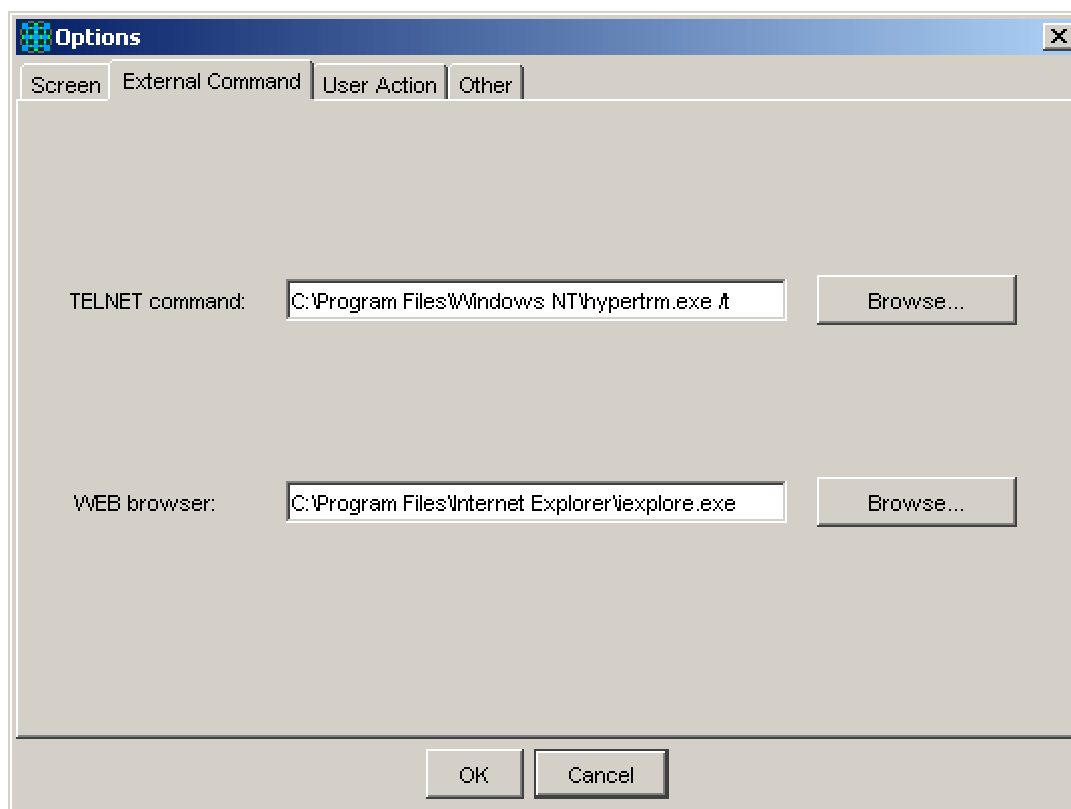 Options
Screen External Command User Action Other
TELNET command: C:\Program Files\Windows NT\hypertrm.exe /t Browse...
WEB browser: C:\Program Files\Internet Explorer\iexplore.exe Browse...
OK Cancel